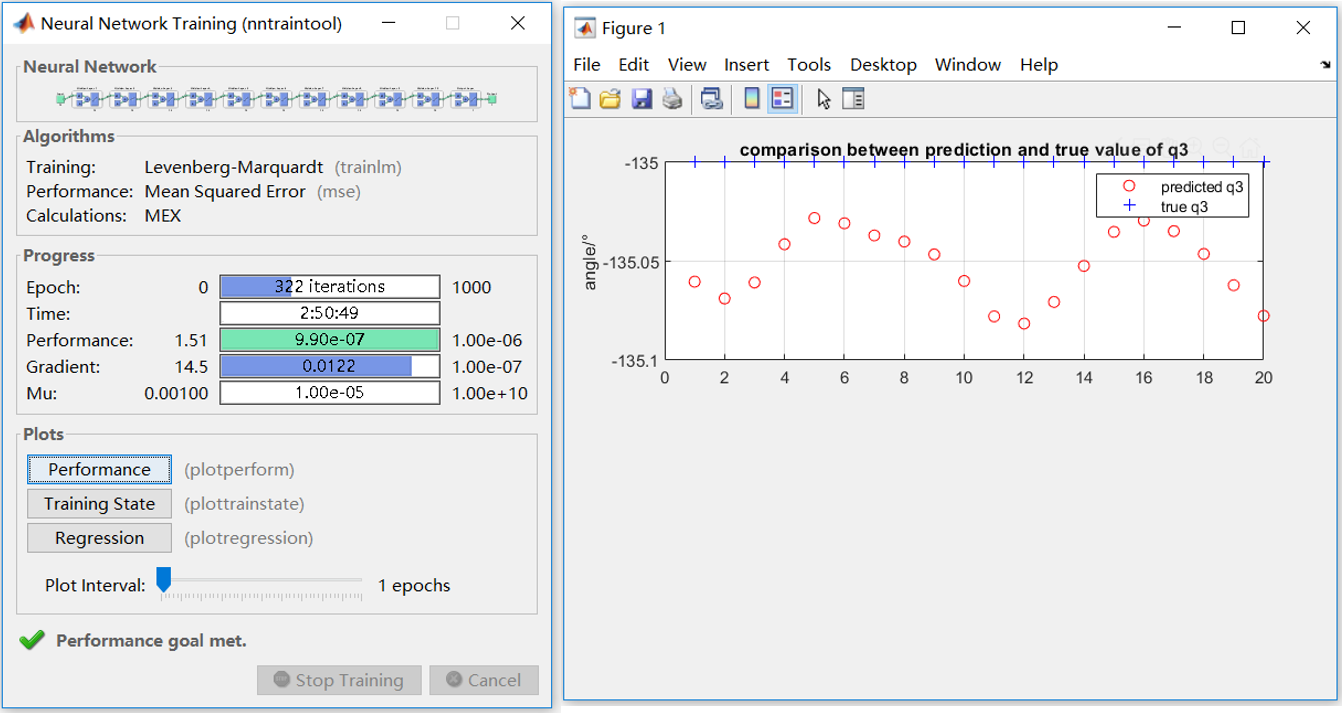 Neural Network Training (nntraintool)
Neural Network
Algorithms
Training: Levenberg-Marquardt (trainlm)
Performance: Mean Squared Error (mse)
Calculations: MEX
Progress
Epoch: 0 322 iterations 1000
Time: 2:50:49
Performance: 1.51 9.90e-07 1.00e-06
Gradient: 14.5 0.0122 1.00e-07
Mu: 0.00100 1.00e-05 1.00e+10
Plots
Performance (plotperform)
Training State (plottrainstate)
Regression (plotregression)
Plot Interval: 1 epochs
Performance goal met.
Stop Training Cancel
Figure 1
File Edit View Insert Tools Desktop Window Help
comparison between prediction and true value of q3
-135
predicted q3
true q3
angle/°
-135.05
-135.1
0 2 4 6 8 10 12 14 16 18 20